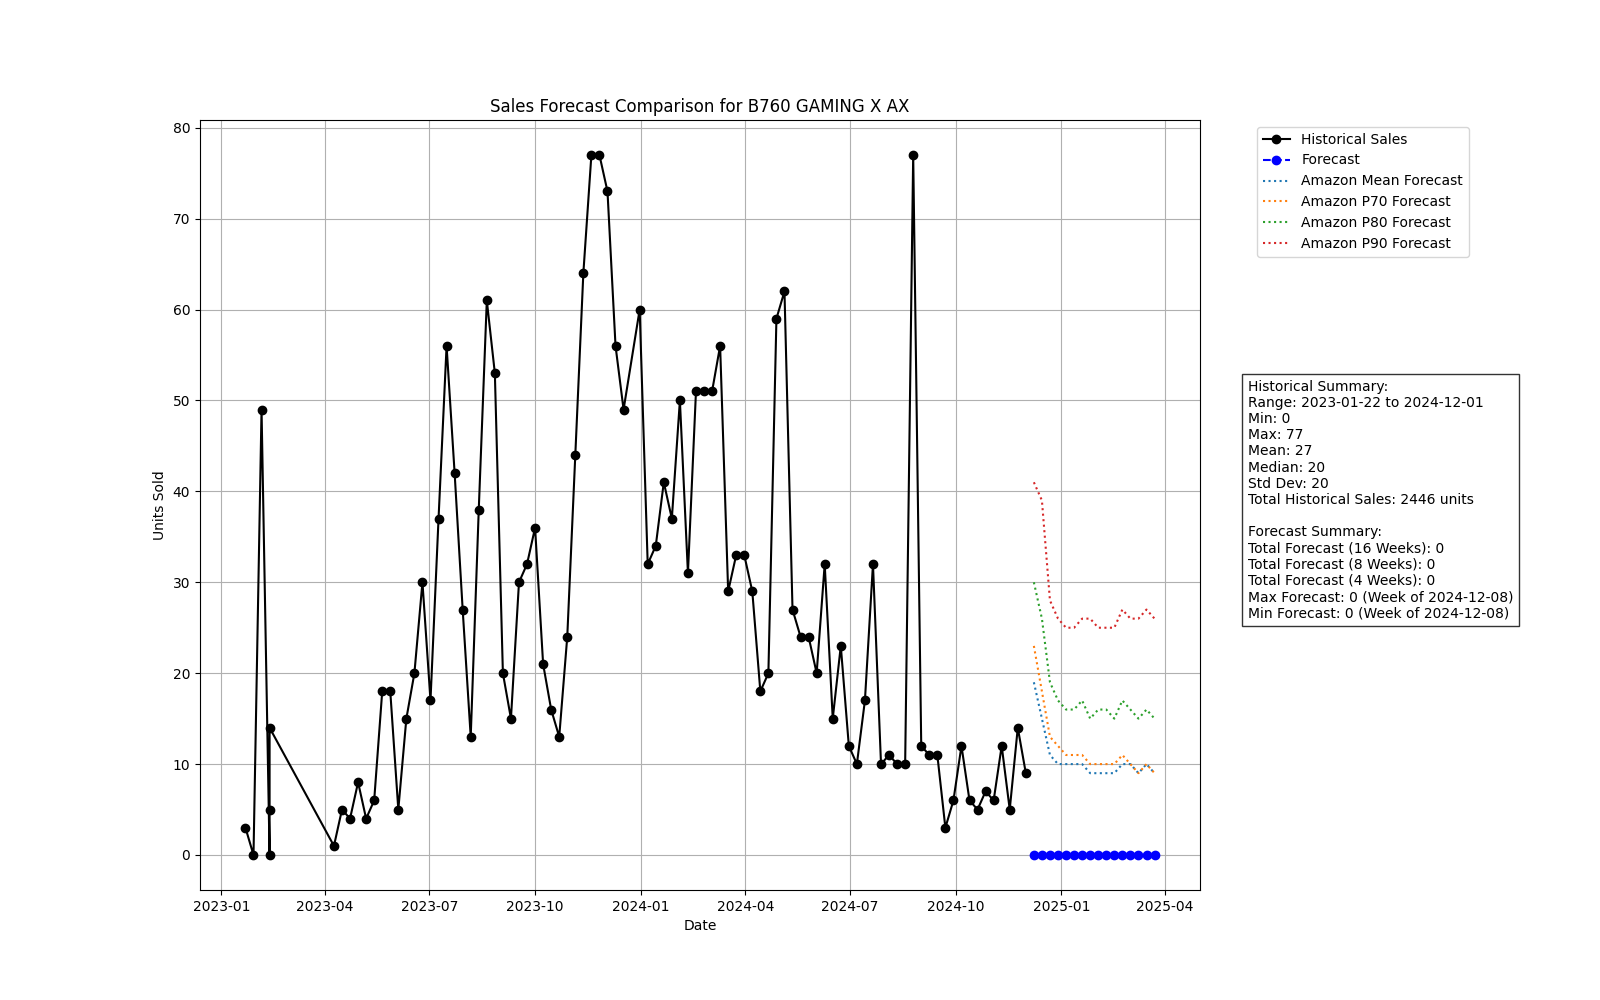 Sales Forecast Comparison for B760 GAMING X AX
80
70
60
50
40
30
20
10
0
Units Sold
2023-01
2023-04
2023-07
2023-10
2024-01
2024-04
2024-07
2024-10
2025-01
2025-04
Date
Historical Sales
Forecast
Amazon Mean Forecast
Amazon P70 Forecast
Amazon P80 Forecast
Amazon P90 Forecast
Historical Summary:
Range: 2023-01-22 to 2024-12-01
Min: 0
Max: 77
Mean: 27
Median: 20
Std Dev: 20
Total Historical Sales: 2446 units
Forecast Summary:
Total Forecast (16 Weeks): 0
Total Forecast (8 Weeks): 0
Total Forecast (4 Weeks): 0
Max Forecast: 0 (Week of 2024-12-08)
Min Forecast: 0 (Week of 2024-12-08)